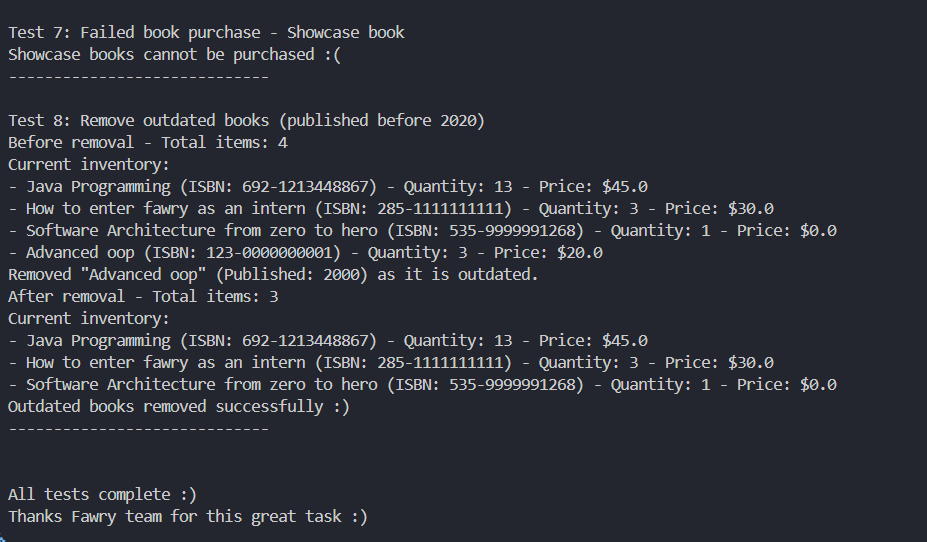 Test 7: Failed book purchase - Showcase book
Showcase books cannot be purchased :(
-----------------------------
Test 8: Remove outdated books (published before 2020)
Before removal - Total items: 4
Current inventory:
- Java Programming (ISBN: 692-1213448867) - Quantity: 13 - Price: $45.0
- How to enter fawry as an intern (ISBN: 285-1111111111) - Quantity: 3 - Price: $30.0
- Software Architecture from zero to hero (ISBN: 535-9999991268) - Quantity: 1 - Price: $0.0
- Advanced oop (ISBN: 123-0000000001) - Quantity: 3 - Price: $20.0
Removed "Advanced oop" (Published: 2000) as it is outdated.
After removal - Total items: 3
Current inventory:
- Java Programming (ISBN: 692-1213448867) - Quantity: 13 - Price: $45.0
- How to enter fawry as an intern (ISBN: 285-1111111111) - Quantity: 3 - Price: $30.0
- Software Architecture from zero to hero (ISBN: 535-9999991268) - Quantity: 1 - Price: $0.0
Outdated books removed successfully :)
-----------------------------
All tests complete :)
Thanks Fawry team for this great task :)